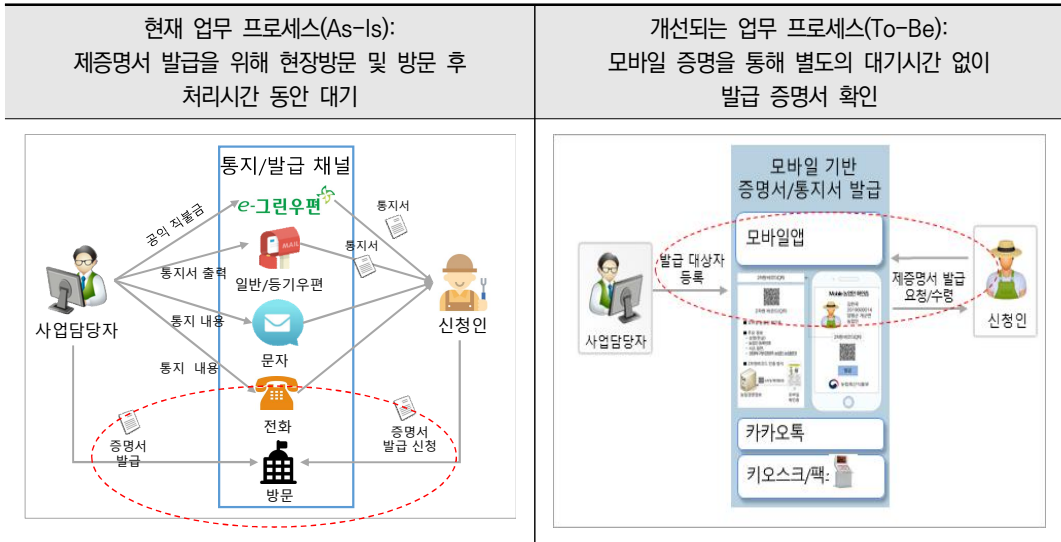 현재 업무 프로세스(As-Is):
제증명서 발급을 위해 현장방문 및 방문 후
처리시간 동안 대기
개선되는 업무 프로세스(To-Be):
모바일 증명을 통해 별도의 대기시간 없이
발급 증명서 확인
통지/발급 채널
e-그린우편
공익 직불금
통지서
MAIL
통지서
통지서 출력
일반/등기우편
사업담당자
통지 내용
신청인
문자
통지 내용
전화
증명서
발급
증명서
발급 신청
방문
모바일 기반
증명서/통지서 발급
모바일앱
발급 대상자
등록
제증명서 발급
요청/수령
사업담당자
신청인
카카오톡
키오스크/팩